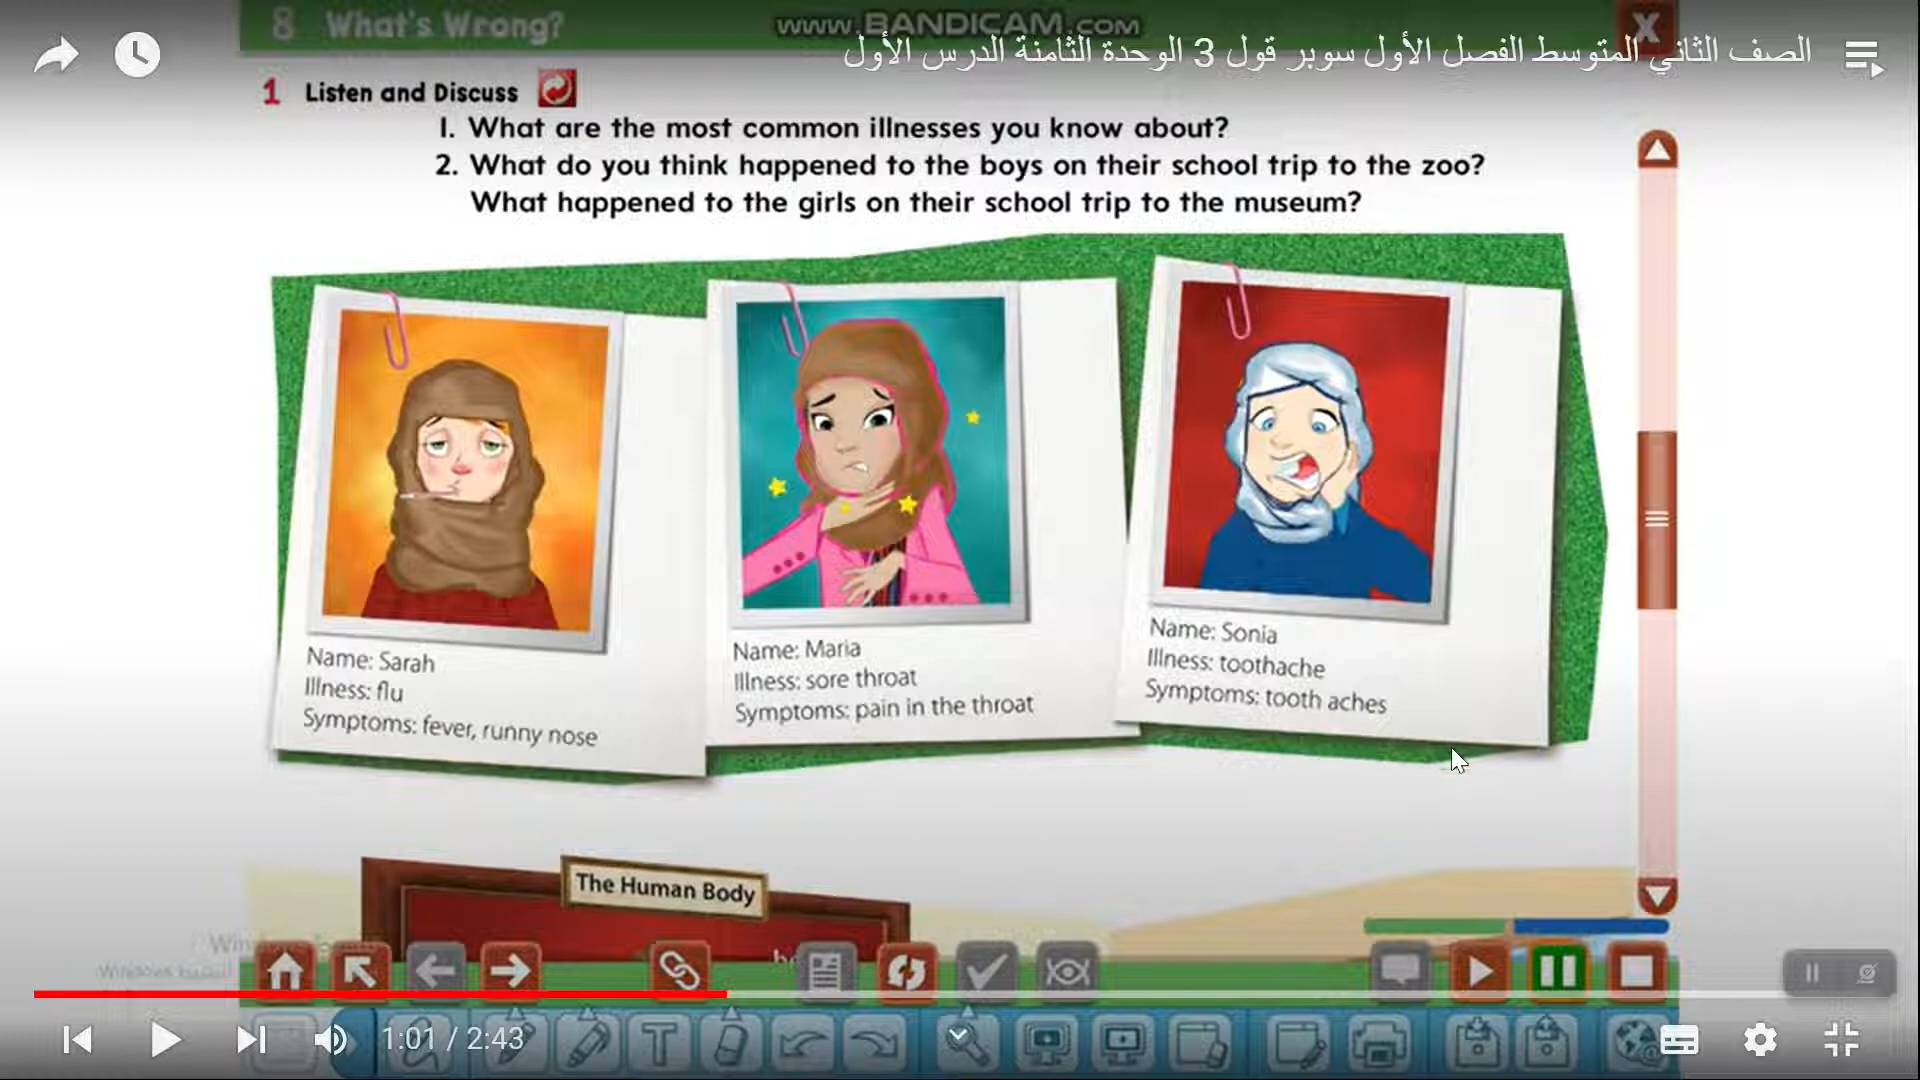 8 What's Wrong?
www.BANDICAM.com
الصف الثاني المتوسط الفصل الأول سوبر قول 3 الوحدة الثامنة الدرس الأول
1 Listen and Discuss
1. What are the most common illnesses you know about?
2. What do you think happened to the boys on their school trip to the zoo?
What happened to the girls on their school trip to the museum?
Name: Sarah
Illness: flu
Symptoms: fever, runny nose
Name: Maria
Illness: sore throat
Symptoms: pain in the throat
Name: Sonia
Illness: toothache
Symptoms: tooth aches
The Human Body
Windows
1:01 / 2:43